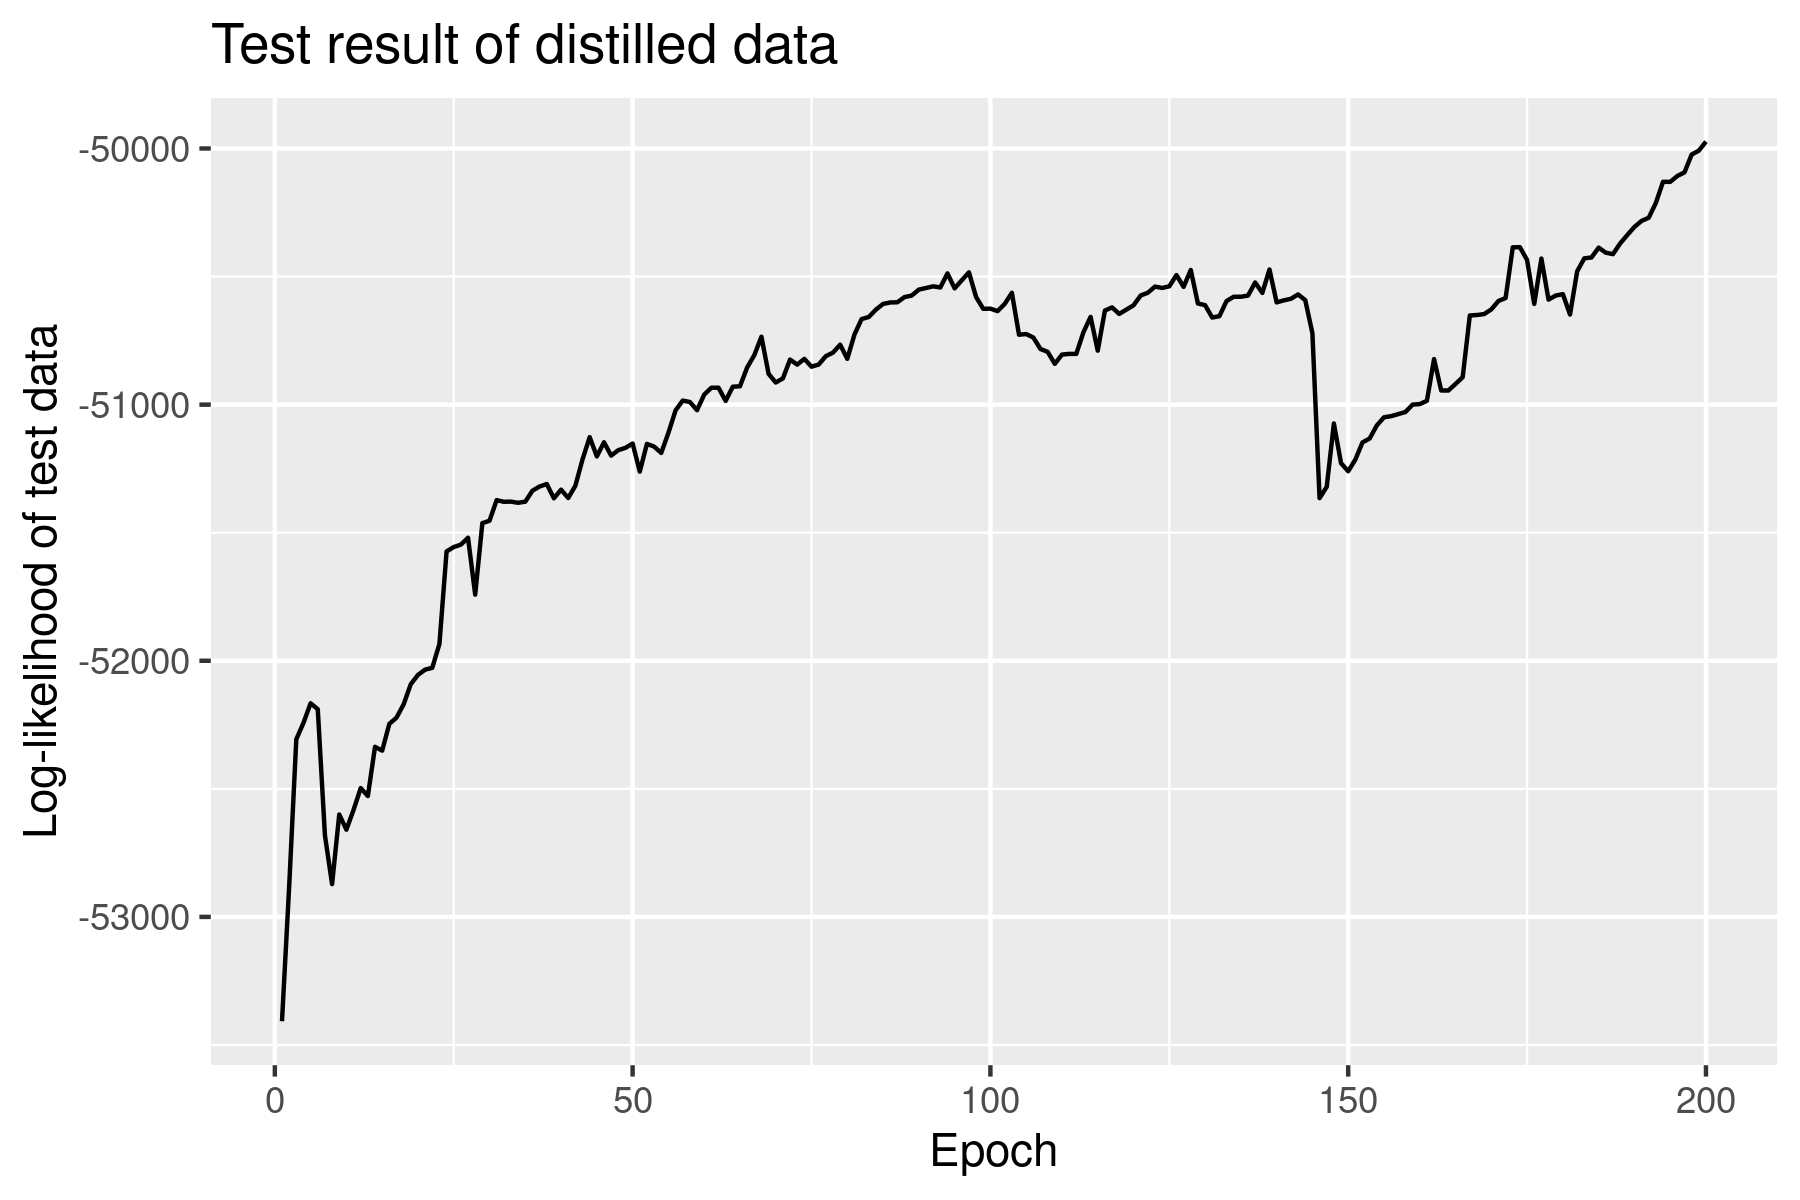 Test result of distilled data
Log-likelihood of test data
-50000
-51000
-52000
-53000
0 50 100 150 200
Epoch